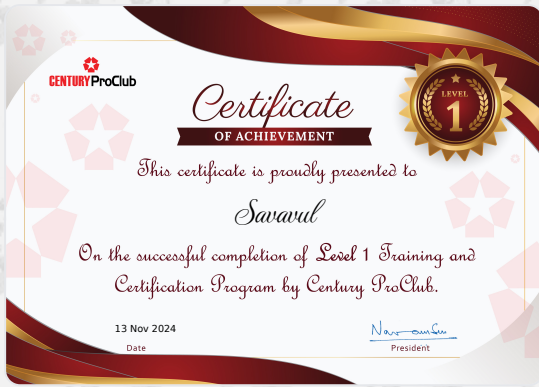 CENTURY ProClub
LEVEL
1
Certificate
OF ACHIEVEMENT
This certificate is proudly presented to
Savavul
On the successful completion of Level 1 Training and
Certification Program by Century ProClub.
13 Nov 2024
Date
President